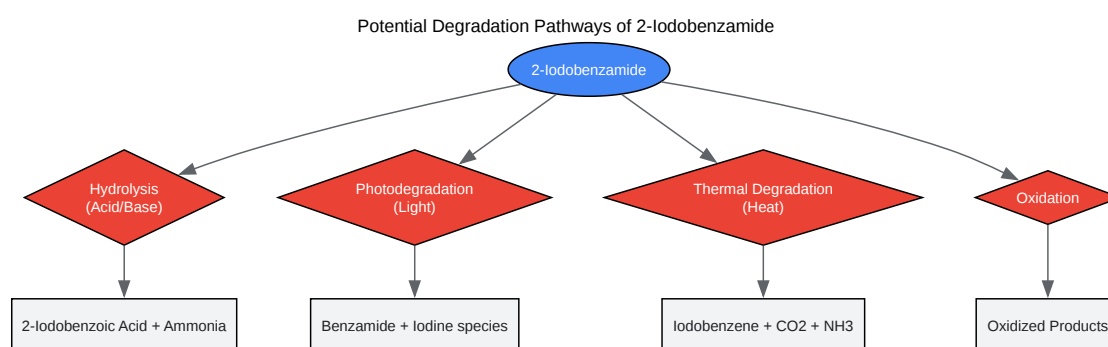 Potential Degradation Pathways of 2-Iodobenzamide
2-Iodobenzamide
Hydrolysis
(Acid/Base)
Photodegradation
(Light)
Thermal Degradation
(Heat)
Oxidation
2-Iodobenzoic Acid + Ammonia
Benzamide + Iodine species
Iodobenzene + CO2 + NH3
Oxidized Products